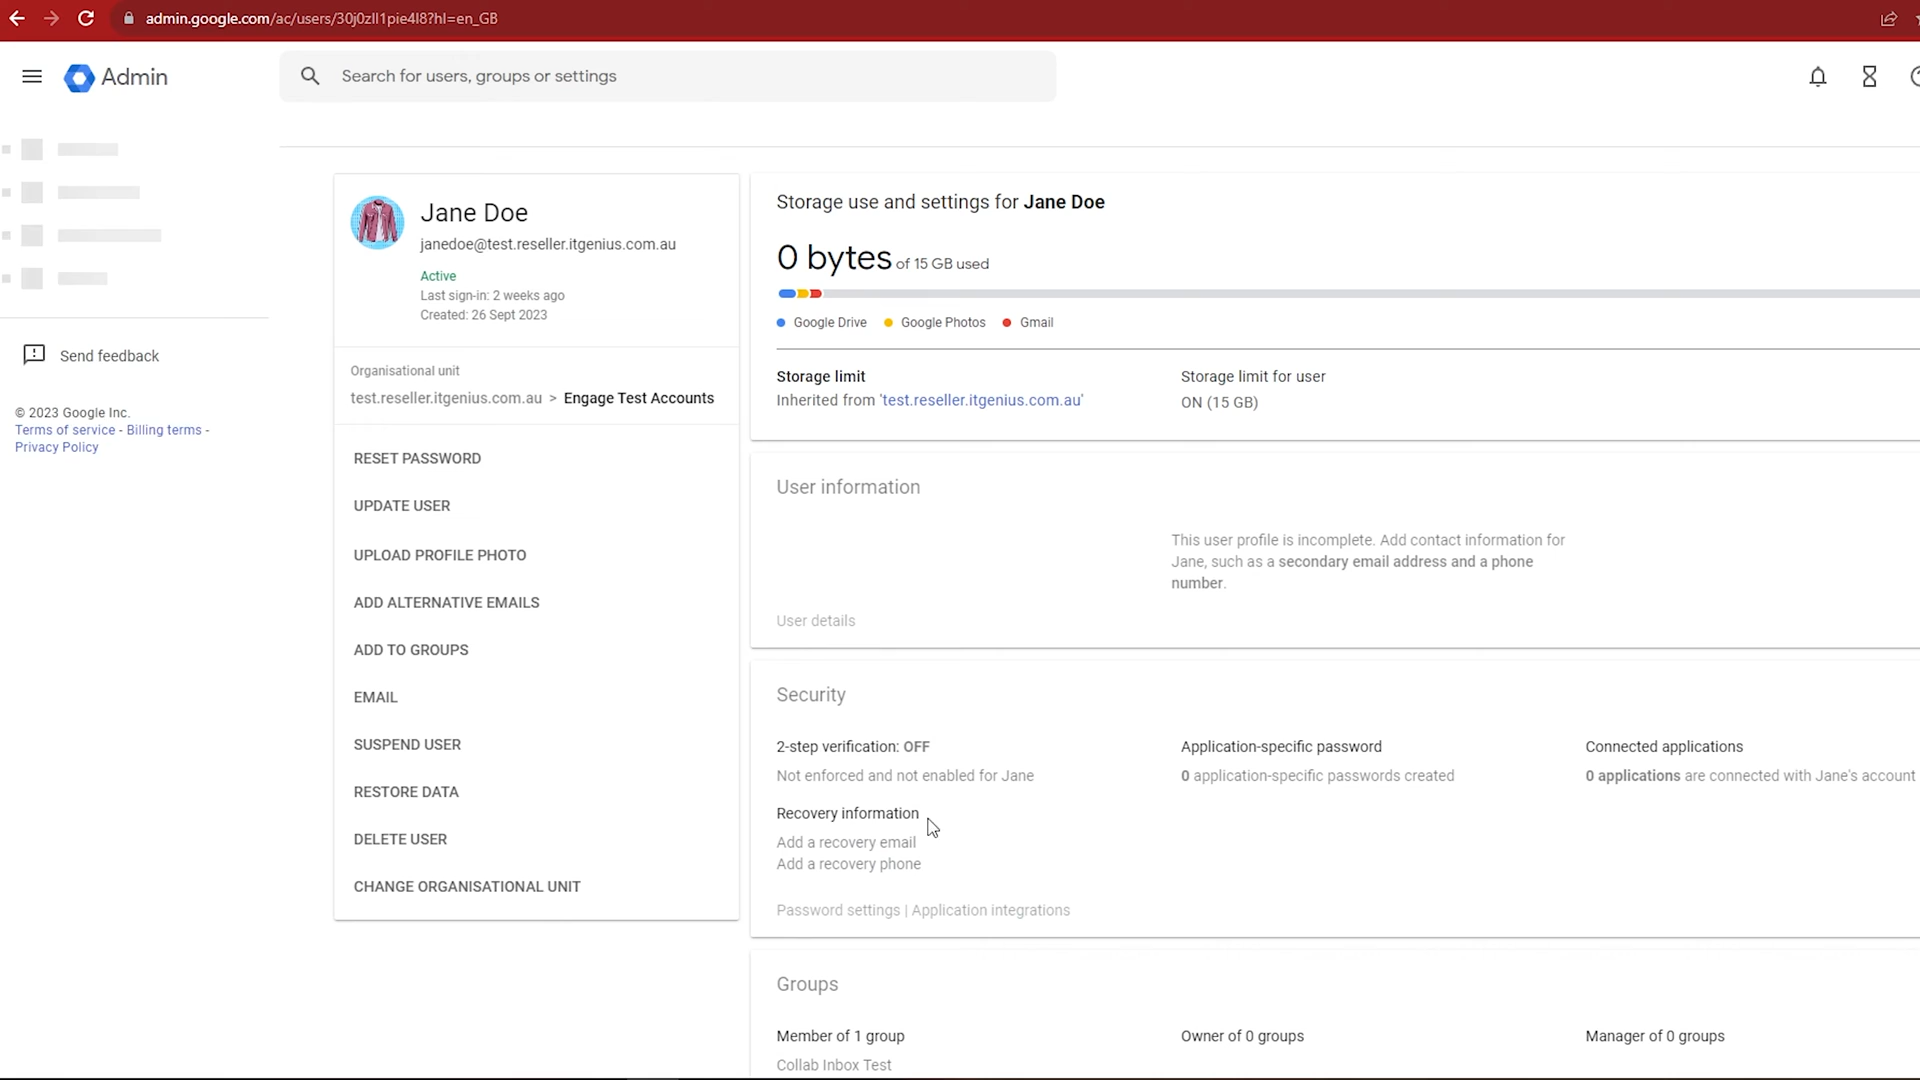 admin.google.com/ac/users/30j0zll1pie4l8?hl=en_GB
Admin
Search for users, groups or settings
Send feedback
© 2023 Google Inc.
Terms of service - Billing terms -
Privacy Policy
Jane Doe
janedoe@test.reseller.itgenius.com.au
Active
Last sign-in: 2 weeks ago
Created: 26 Sept 2023
Organisational unit
test.reseller.itgenius.com.au > Engage Test Accounts
RESET PASSWORD
UPDATE USER
UPLOAD PROFILE PHOTO
ADD ALTERNATIVE EMAILS
ADD TO GROUPS
EMAIL
SUSPEND USER
RESTORE DATA
DELETE USER
CHANGE ORGANISATIONAL UNIT
Storage use and settings for Jane Doe
0 bytes of 15 GB used
Google Drive Google Photos Gmail
Storage limit
Inherited from 'test.reseller.itgenius.com.au'
Storage limit for user
ON (15 GB)
User information
This user profile is incomplete. Add contact information for
Jane, such as a secondary email address and a phone
number.
User details
Security
2-step verification: OFF
Not enforced and not enabled for Jane
Application-specific password
0 application-specific passwords created
Connected applications
0 applications are connected with Jane's account
Recovery information
Add a recovery email
Add a recovery phone
Password settings | Application integrations
Groups
Member of 1 group
Collab Inbox Test
Owner of 0 groups
Manager of 0 groups